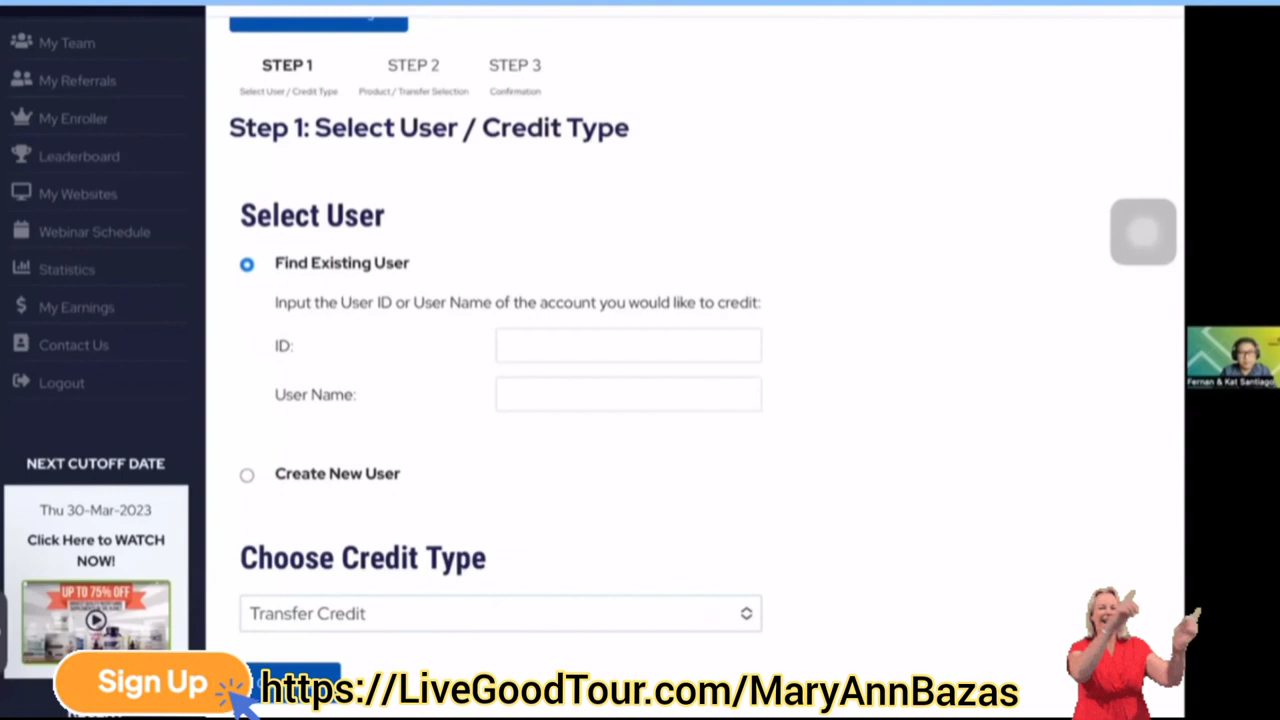 My Team
My Referrals
My Enroller
Leaderboard
My Websites
Webinar Schedule
Statistics
My Earnings
Contact Us
Logout
NEXT CUTOFF DATE
Thu 30-Mar-2023
Click Here to WATCH
NOW!
UP TO 75% OFF
STEP 1
STEP 2
STEP 3
Select User / Credit Type
Product / Transfer Selection
Confirmation
Step 1: Select User / Credit Type
Select User
Find Existing User
Input the User ID or User Name of the account you would like to credit:
ID:
User Name:
Create New User
Choose Credit Type
Transfer Credit
Fernan & Kat Santiago
Sign Up
https://LiveGoodTour.com/MaryAnnBazas